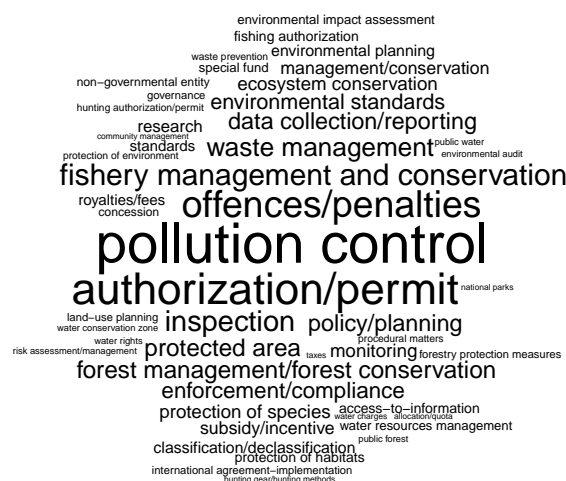 environmental impact assessment
fishing authorization
waste prevention environmental planning
special fund management/conservation
non−governmental entity ecosystem conservation
governance
hunting authorization/permit environmental standards
research data collection/reporting
community management
standards waste management public water
protection of environment environmental audit
fishery management and conservation
royalties/fees offences/penalties
concession
pollution control
authorization/permit national parks
land−use planning inspection policy/planning
water conservation zone
water rights protected area procedural matters
risk assessment/management taxes monitoring forestry protection measures
forest management/forest conservation
enforcement/compliance
protection of species access−to−information
water charges allocation/quota
subsidy/incentive water resources management
classification/declassification public forest
protection of habitats
international agreement−implementation
hunting gear/hunting methods